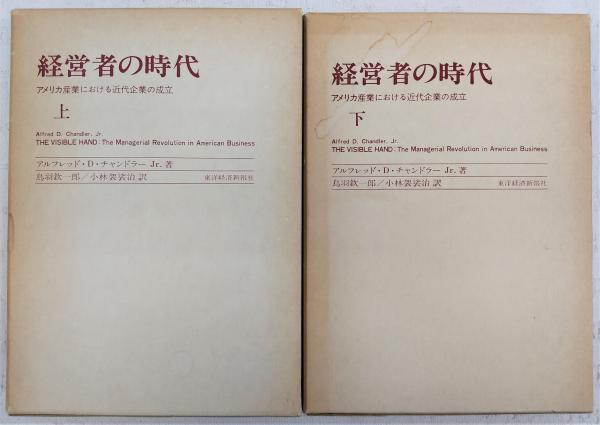 経営者の時代
アメリカ産業における近代企業の成立
上
Alfred D. Chandler, Jr.
THE VISIBLE HAND: The Managerial Revolution in American Business
アルフレッド・D・チャンドラー Jr. 著
鳥羽欽一郎／小林袈裟治 訳 東洋経済新報社
経営者の時代
アメリカ産業における近代企業の成立
下
Alfred D. Chandler, Jr.
THE VISIBLE HAND: The Managerial Revolution in American Business
アルフレッド・D・チャンドラー Jr. 著
鳥羽欽一郎／小林袈裟治 訳 東洋経済新報社